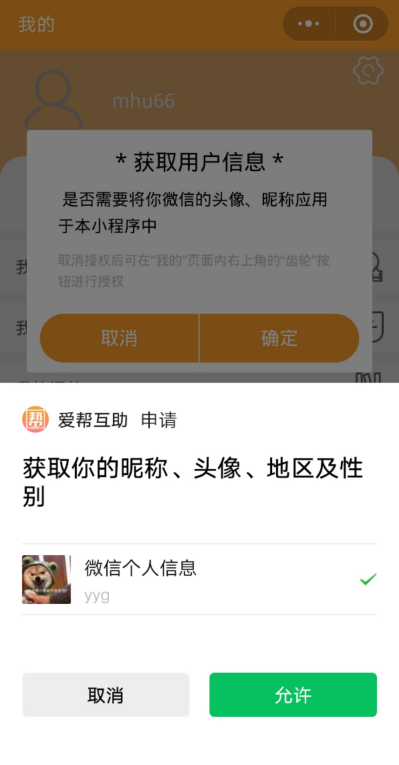 我的
mhu66
* 获取用户信息 *
是否需要将你微信的头像、昵称应用
于本小程序中
取消授权后可在"我的"页面内右上角的"齿轮"按
钮进行授权
取消
确定
我
我
帮
爱帮互助 申请
获取你的昵称、头像、地区及性
别
微信个人信息
yyg
取消
允许